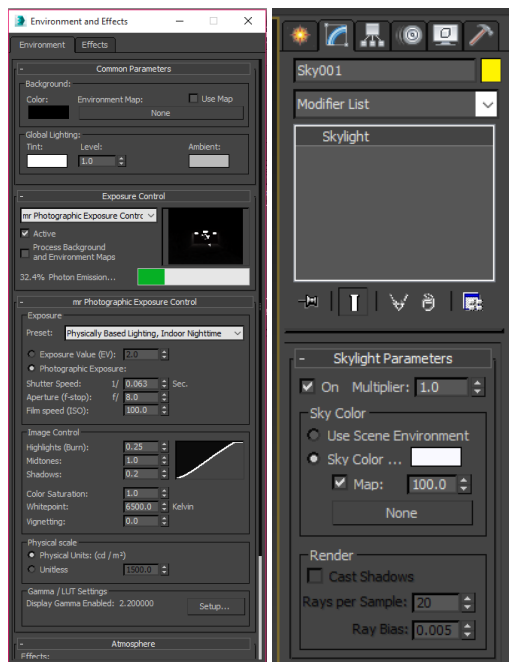 Environment and Effects
Environment Effects
Common Parameters
Background:
Color: Environment Map: Use Map
None
Global Lighting:
Tint: Level: Ambient:
1.0
Exposure Control
mr Photographic Exposure Contrc
Active
Process Background
and Environment Maps
32.4% Photon Emission...
mr Photographic Exposure Control
Exposure
Preset: Physically Based Lighting, Indoor Nighttime
Exposure Value (EV): 2.0
Photographic Exposure:
Shutter Speed: 1/ 0.063 Sec.
Aperture (f-stop): f/ 8.0
Film speed (ISO): 100.0
Image Control
Highlights (Burn): 0.25
Midtones: 1.0
Shadows: 0.2
Color Saturation: 1.0
Whitepoint: 6500.0 Kelvin
Vignetting: 0.0
Physical scale
Physical Units: (cd / m²)
Unitless 1500.0
Gamma / LUT Settings
Display Gamma Enabled: 2.200000 Setup...
Atmosphere
Effects:
Sky001
Modifier List
Skylight
Skylight Parameters
On Multiplier: 1.0
Sky Color
Use Scene Environment
Sky Color ...
Map: 100.0
None
Render
Cast Shadows
Rays per Sample: 20
Ray Bias: 0.005